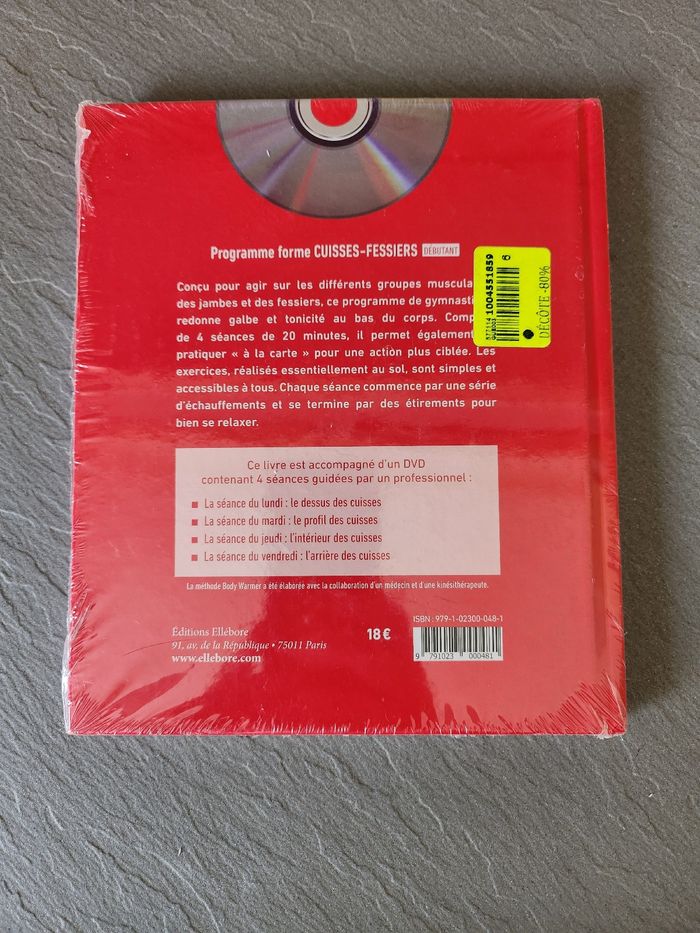 Programme forme CUISSES-FESSIERS DÉBUTANT
Conçu pour agir sur les différents groupes
des jambes et des fessiers, ce programme de
redonne galbe et tonicité au bas du corps.
de 4 séances de 20 minutes, il permet également
pratiquer « à la carte » pour une action plus ciblée. Les
exercices, réalisés essentiellement au sol, sont simples et
accessibles à tous. Chaque séance commence par une série
d'échauffements et se termine par des étirements pour
bien se relaxer.
1004551859
6
DÉCOTE -80%
Ce livre est accompagné d'un DVD
contenant 4 séances guidées par un professionnel :
La séance du lundi : le dessus des cuisses
La séance du mardi : le profil des cuisses
La séance du jeudi : l'intérieur des cuisses
La séance du vendredi : l'arrière des cuisses
La méthode Body Warmer a été élaborée avec la collaboration d'un médecin et d'une kinésithérapeute.
Éditions Ellébore
91, av. de la République • 75011 Paris
www.ellebore.com
18 €
ISBN : 979-1-02300-048-1
9 791023 000481